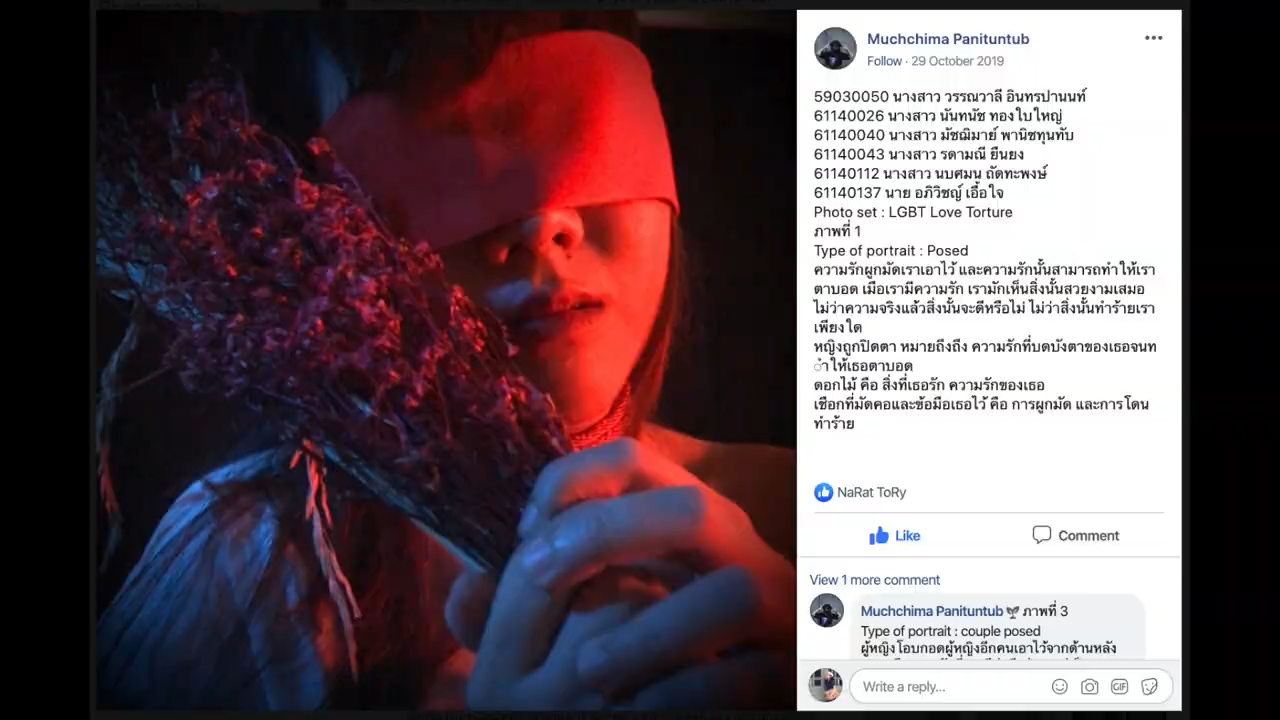 Muchchima Panituntub
Follow · 29 October 2019
59030050 นางสาว วรรณวาลี อินทรปานนท์
61140026 นางสาว นันทนัช ทองใบใหญ่
61140040 นางสาว มัชฌิมาย์ พานิชทุนทับ
61140043 นางสาว รดามณี ยืนยง
61140112 นางสาว นบศมน ถัดทะพงษ์
61140137 นาย อภิวิชญ์ เอื้อใจ
Photo set : LGBT Love Torture
ภาพที่ 1
Type of portrait : Posed
ความรักผูกมัดเราเอาไว้ และความรักนั้นสามารถทำให้เรา
ตาบอด เมื่อเรามีความรัก เรามักเห็นสิ่งนั้นสวยงามเสมอ
ไม่ว่าความจริงแล้วสิ่งนั้นจะดีหรือไม่ ไม่ว่าสิ่งนั้นทำร้ายเรา
เพียงใด
หญิงถูกปิดตา หมายถึงถึง ความรักที่บดบังตาของเธอจนท
ำให้เธอตาบอด
ดอกไม้ คือ สิ่งที่เธอรัก ความรักของเธอ
เชือกที่มัดคอและข้อมือเธอไว้ คือ การผูกมัด และการโดน
ทำร้าย
NaRat ToRy
Like
Comment
View 1 more comment
Muchchima Panituntub ภาพที่ 3
Type of portrait : couple posed
ผู้หญิงโอบกอดผู้หญิงอีกคนเอาไว้จากด้านหลัง
Write a reply...
GIF